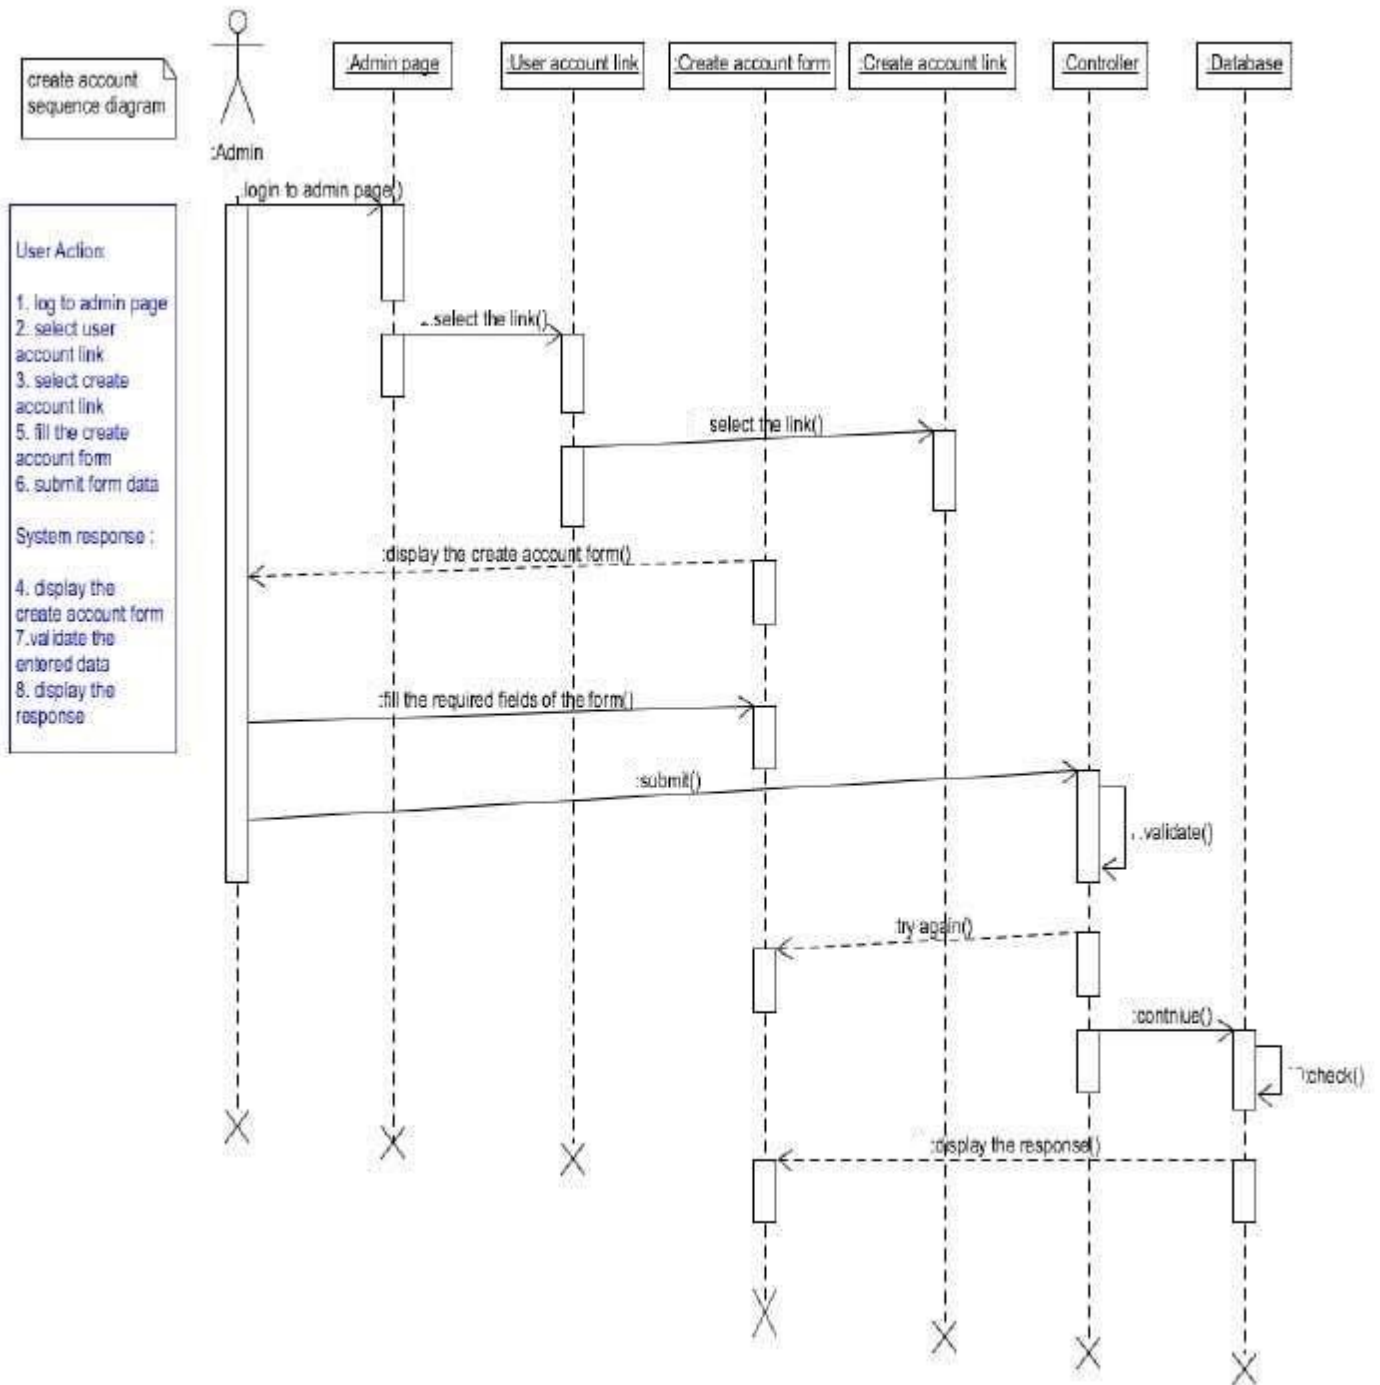 create account
sequence diagram
:Admin
:Admin page
:User account link
:Create account form
:Create account link
:Controller
:Database
User Action:
1. log to admin page
2. select user
account link
3. select create
account link
5. fill the create
account form
6. submit form data
System response :
4. display the
create account form
7.validate the
entered data
8. display the
response
login to admin page()
:select the link()
select the link()
:display the create account form()
:fill the required fields of the form()
:submit()
:validate()
:try again()
:contniue()
:check()
:display the response()